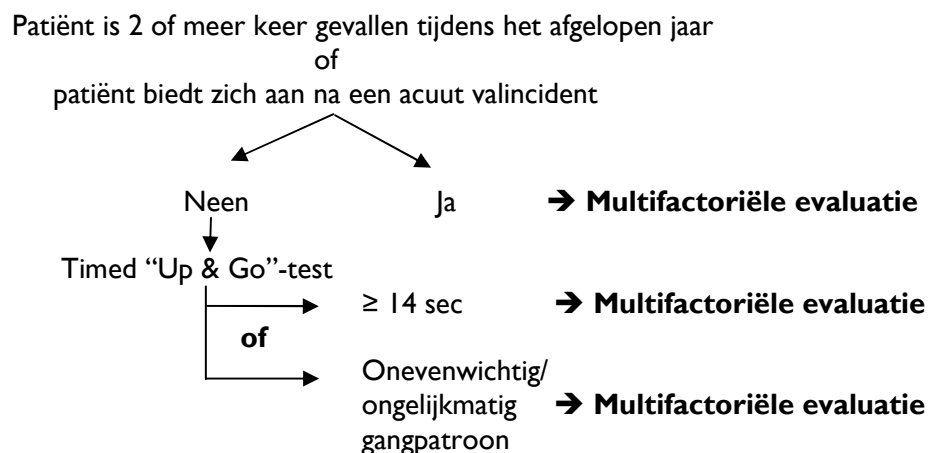 Patiënt is 2 of meer keer gevallen tijdens het afgelopen jaar
of
patiënt biedt zich aan na een acuut valincident
Neen Ja ➔ Multifactoriële evaluatie
Timed “Up & Go”-test
≥ 14 sec ➔ Multifactoriële evaluatie
of
Onevenwichtig/
ongelijkmatig ➔ Multifactoriële evaluatie
gangpatroon